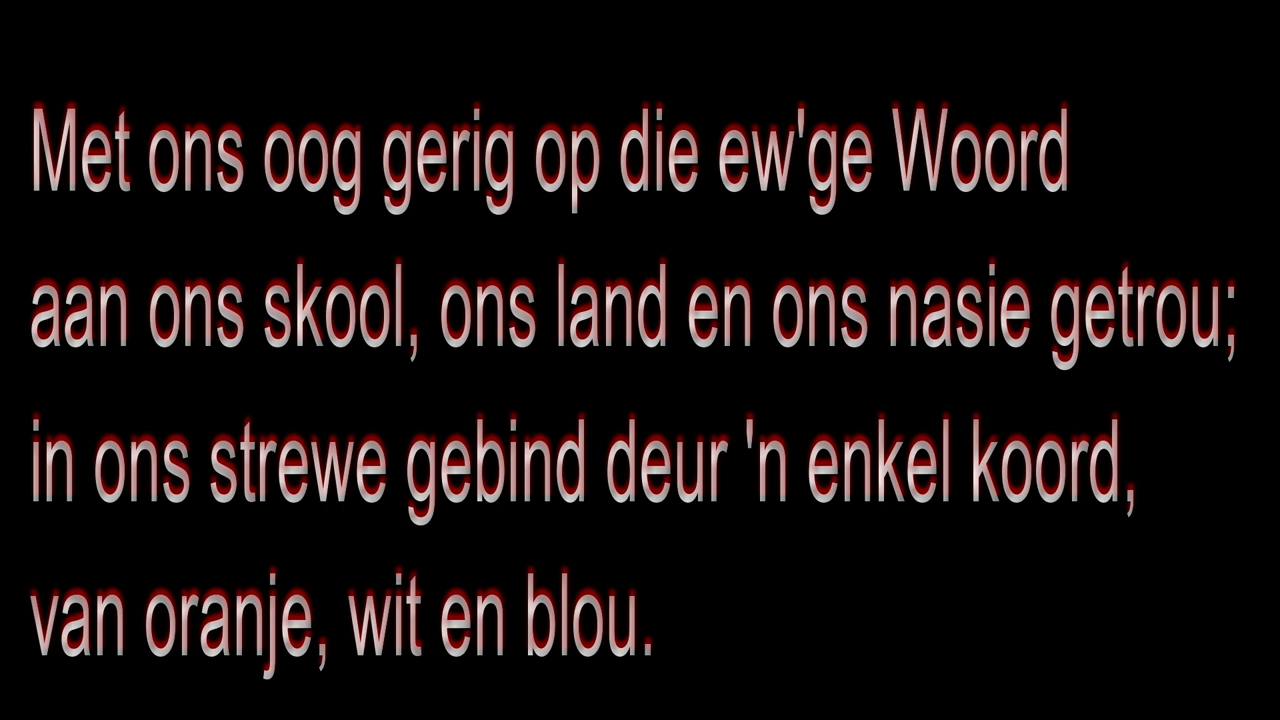 Met ons oog gerig op die ew'ge Woord
aan ons skool, ons land en ons nasie getrou;
in ons strewe gebind deur 'n enkel koord,
van oranje, wit en blou.